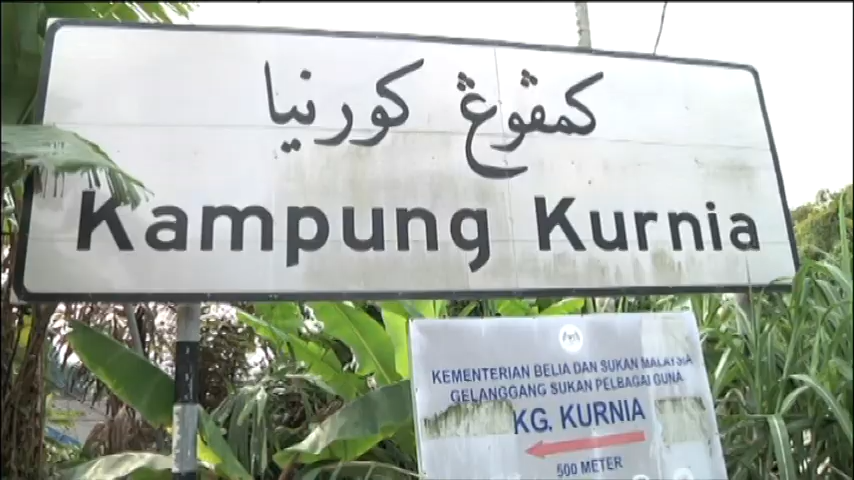 كمڤوڠ كورنيا
Kampung Kurnia
KEMENTERIAN BELIA DAN SUKAN MALAYSIA
GELANGGANG SUKAN PELBAGAI GUNA
KG. KURNIA
500 METER